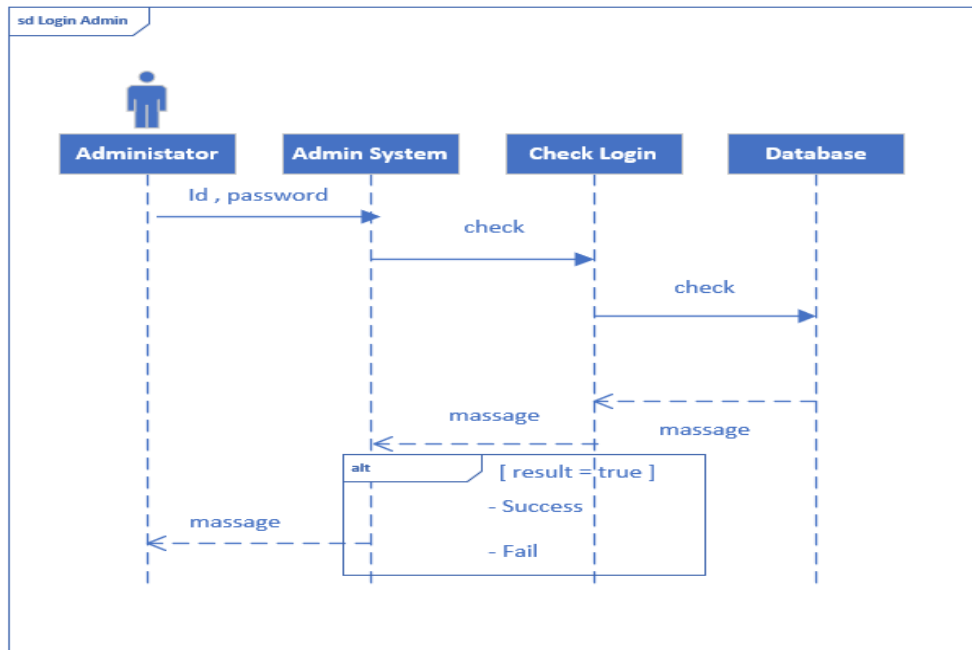 sd Login Admin
Administator
Admin System
Check Login
Database
Id , password
check
check
massage
massage
alt
[ result = true ]
- Success
massage
- Fail